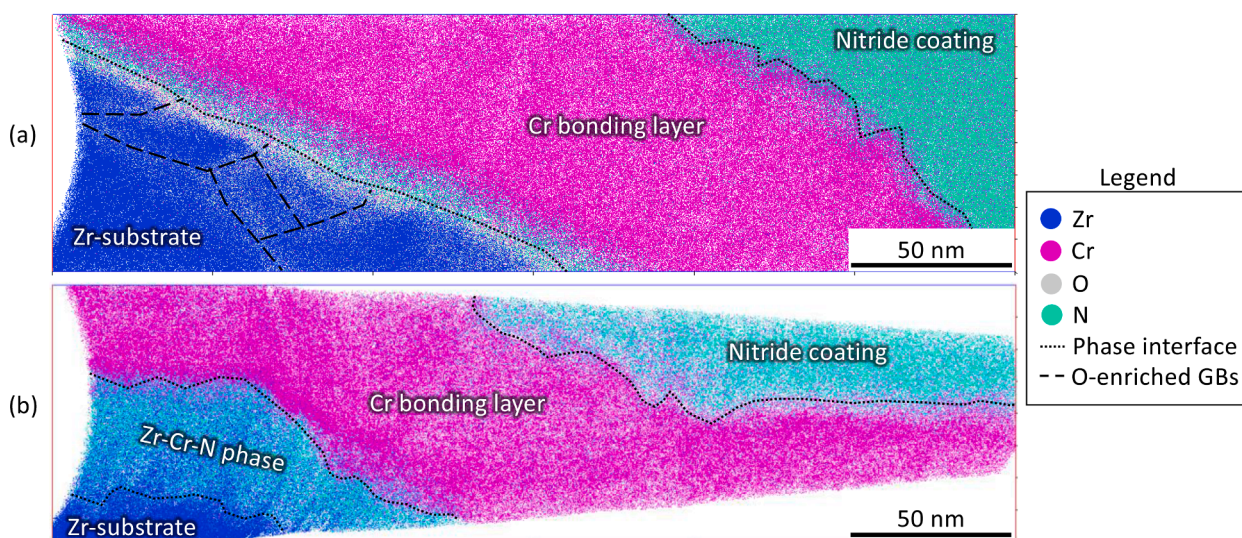 (a)
Nitride coating
Cr bonding layer
Zr-substrate
50 nm
(b)
Nitride coating
Cr bonding layer
Zr-Cr-N phase
Zr-substrate
50 nm
Legend
Zr
Cr
O
N
Phase interface
O-enriched GBs